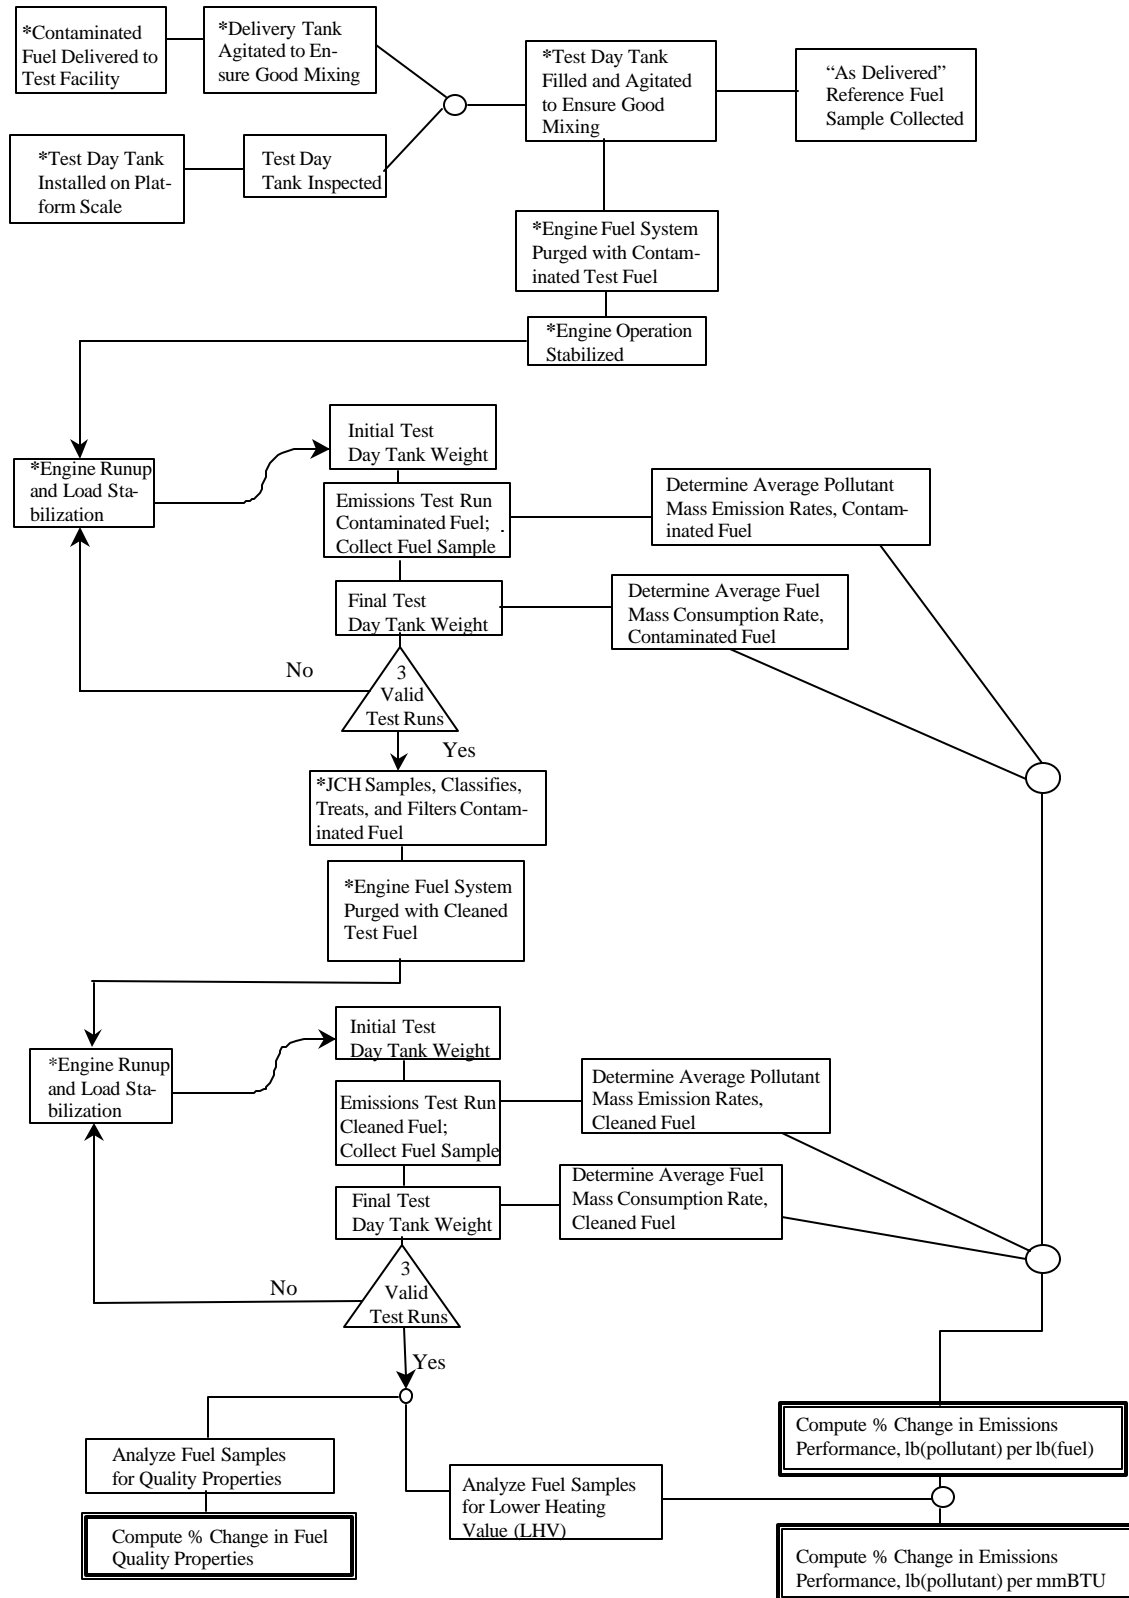 *Contaminated
Fuel Delivered to
Test Facility
*Delivery Tank
Agitated to En-
sure Good Mixing
*Test Day Tank
Filled and Agitated
to Ensure Good
Mixing
“As Delivered”
Reference Fuel
Sample Collected
*Test Day Tank
Installed on Plat-
form Scale
Test Day
Tank Inspected
*Engine Fuel System
Purged with Contam-
inated Test Fuel
*Engine Operation
Stabilized
*Engine Runup
and Load Sta-
bilization
Initial Test
Day Tank Weight
Emissions Test Run
Contaminated Fuel;
Collect Fuel Sample
Determine Average Pollutant
Mass Emission Rates, Contam-
inated Fuel
Final Test
Day Tank Weight
Determine Average Fuel
Mass Consumption Rate,
Contaminated Fuel
No
3
Valid
Test Runs
Yes
*JCH Samples, Classifies,
Treats, and Filters Contam-
inated Fuel
*Engine Fuel System
Purged with Cleaned
Test Fuel
*Engine Runup
and Load Sta-
bilization
Initial Test
Day Tank Weight
Emissions Test Run
Cleaned Fuel;
Collect Fuel Sample
Determine Average Pollutant
Mass Emission Rates,
Cleaned Fuel
Final Test
Day Tank Weight
Determine Average Fuel
Mass Consumption Rate,
Cleaned Fuel
No
3
Valid
Test Runs
Yes
Analyze Fuel Samples
for Quality Properties
Compute % Change in Fuel
Quality Properties
Analyze Fuel Samples
for Lower Heating
Value (LHV)
Compute % Change in Emissions
Performance, lb(pollutant) per lb(fuel)
Compute % Change in Emissions
Performance, lb(pollutant) per mmBTU